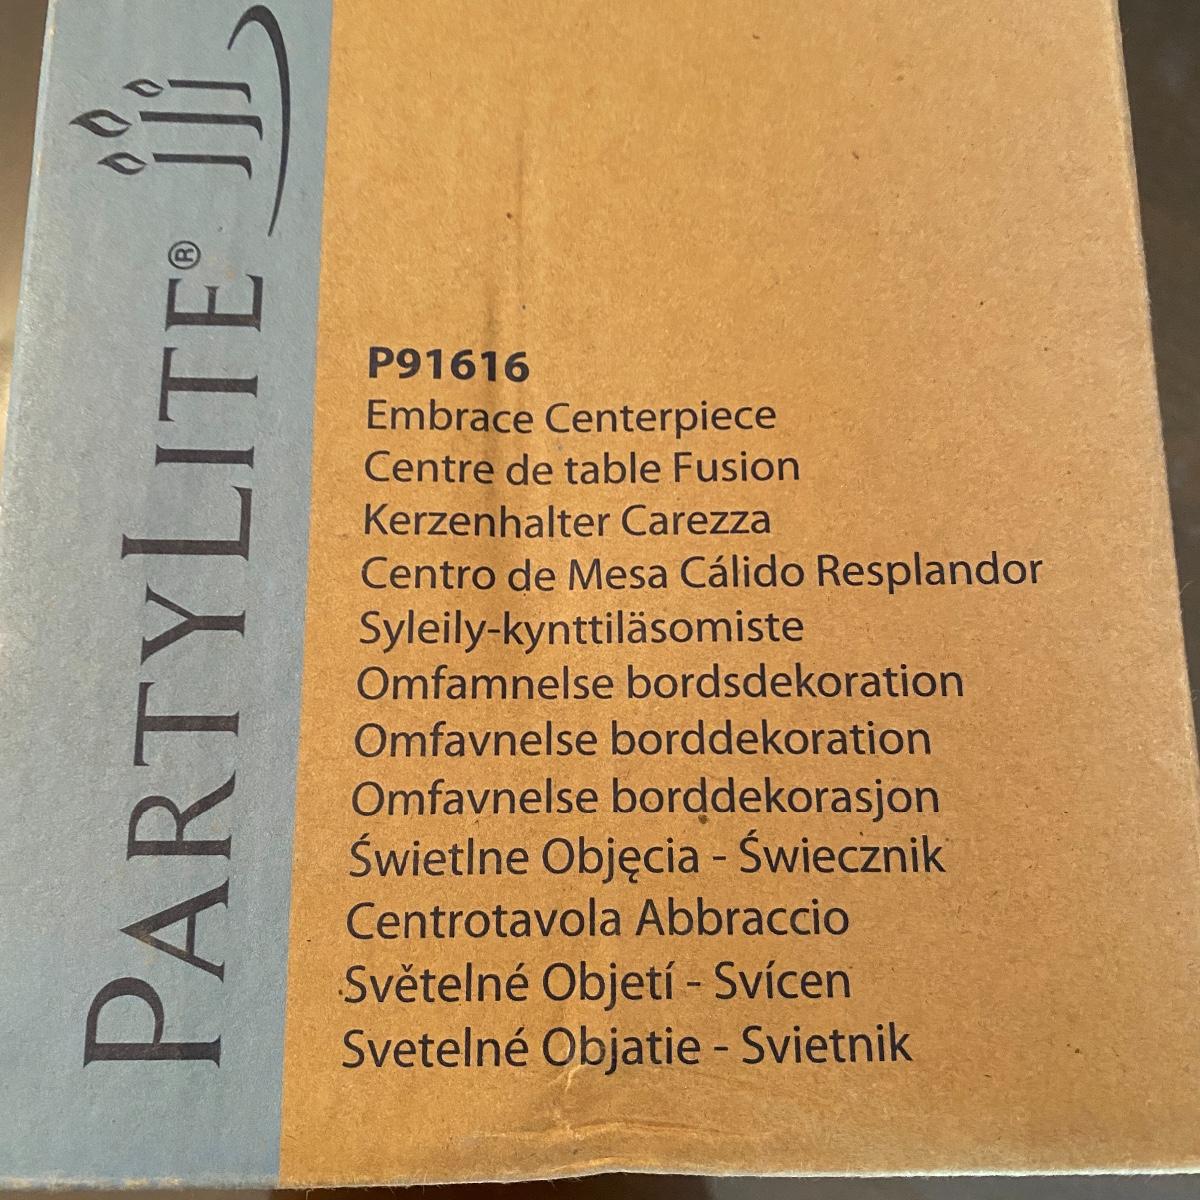 PARTYLITE®
P91616
Embrace Centerpiece
Centre de table Fusion
Kerzenhalter Carezza
Centro de Mesa Cálido Resplandor
Syleily-kynttiläsomiste
Omfamnelse bordsdekoration
Omfavnelse borddekoration
Omfavnelse borddekorasjon
Świetlne Objęcia - Świecznik
Centrotavola Abbraccio
Světelné Objetí - Svícen
Svetelné Objatie - Svietnik